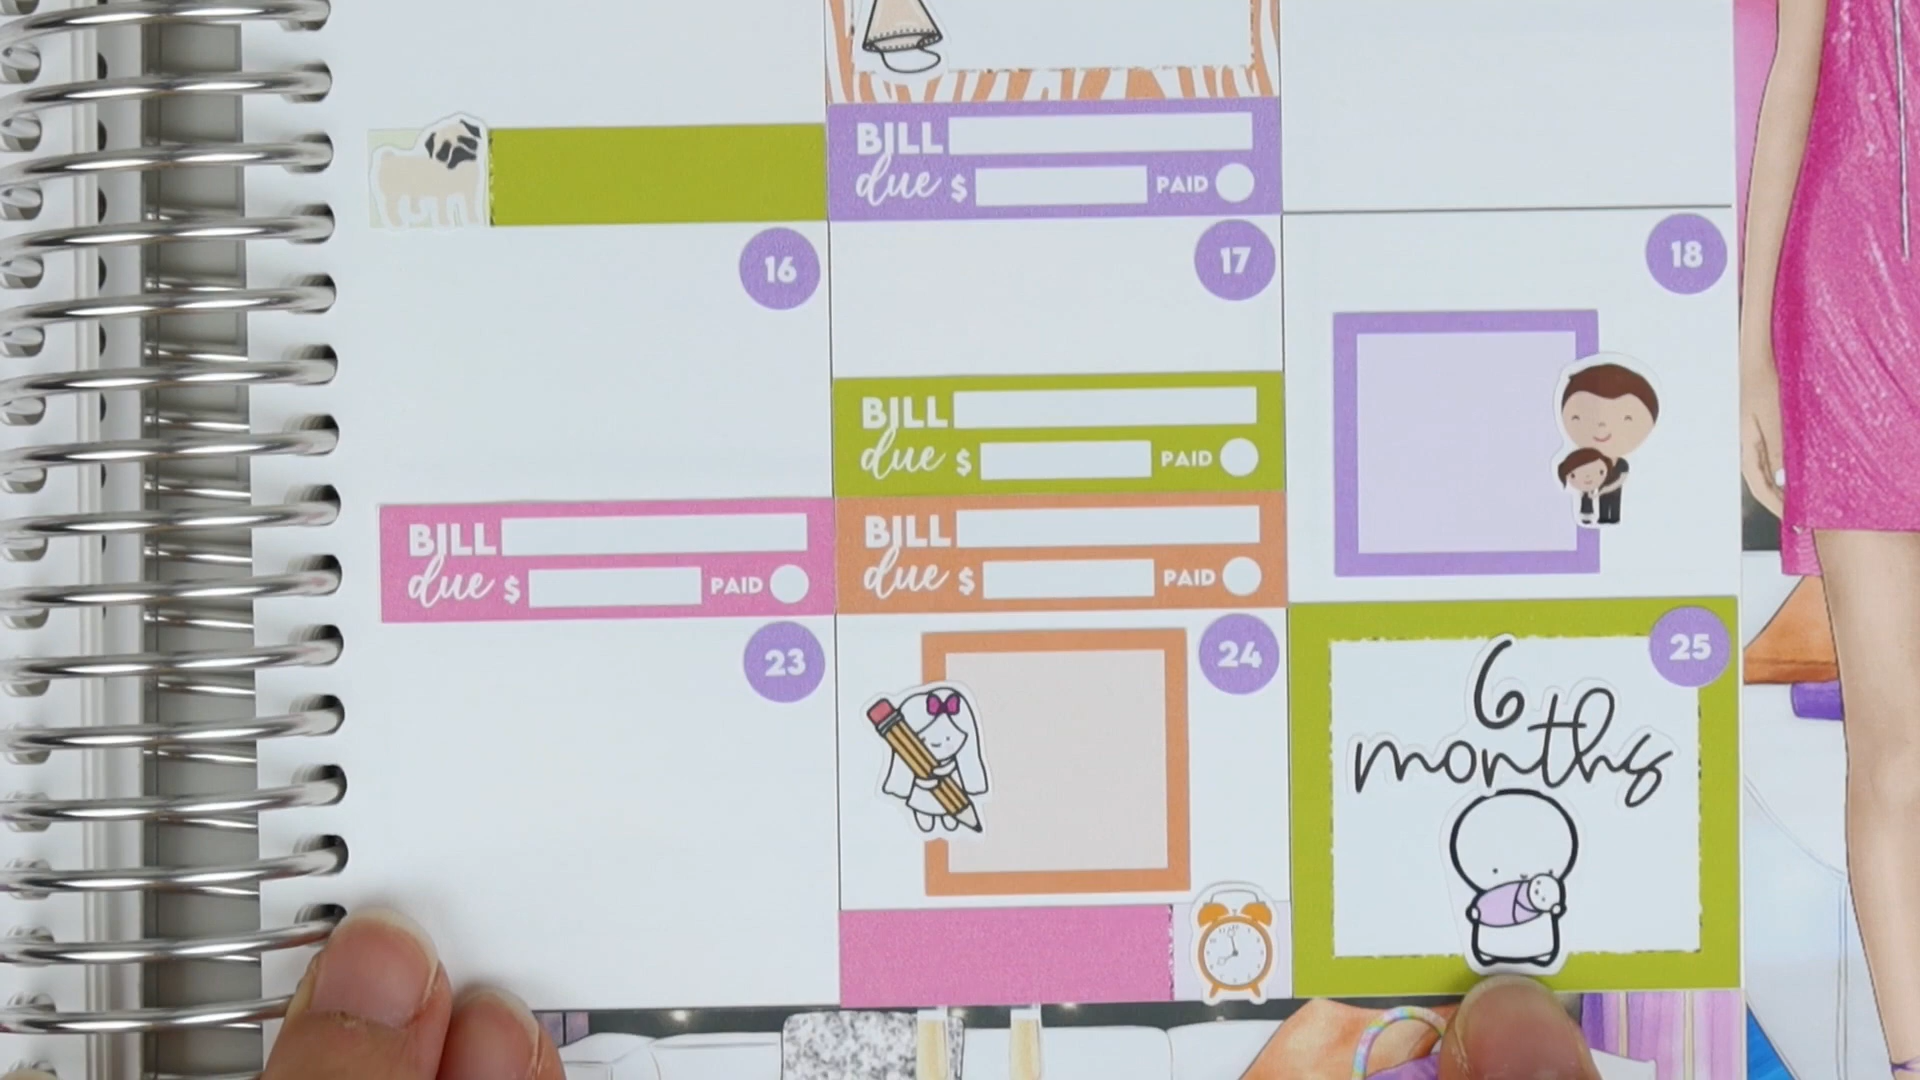 BILL
due $ PAID
16
17
18
BILL
due $ PAID
BILL
due $ PAID
BILL
due $ PAID
23
24
25
6
months